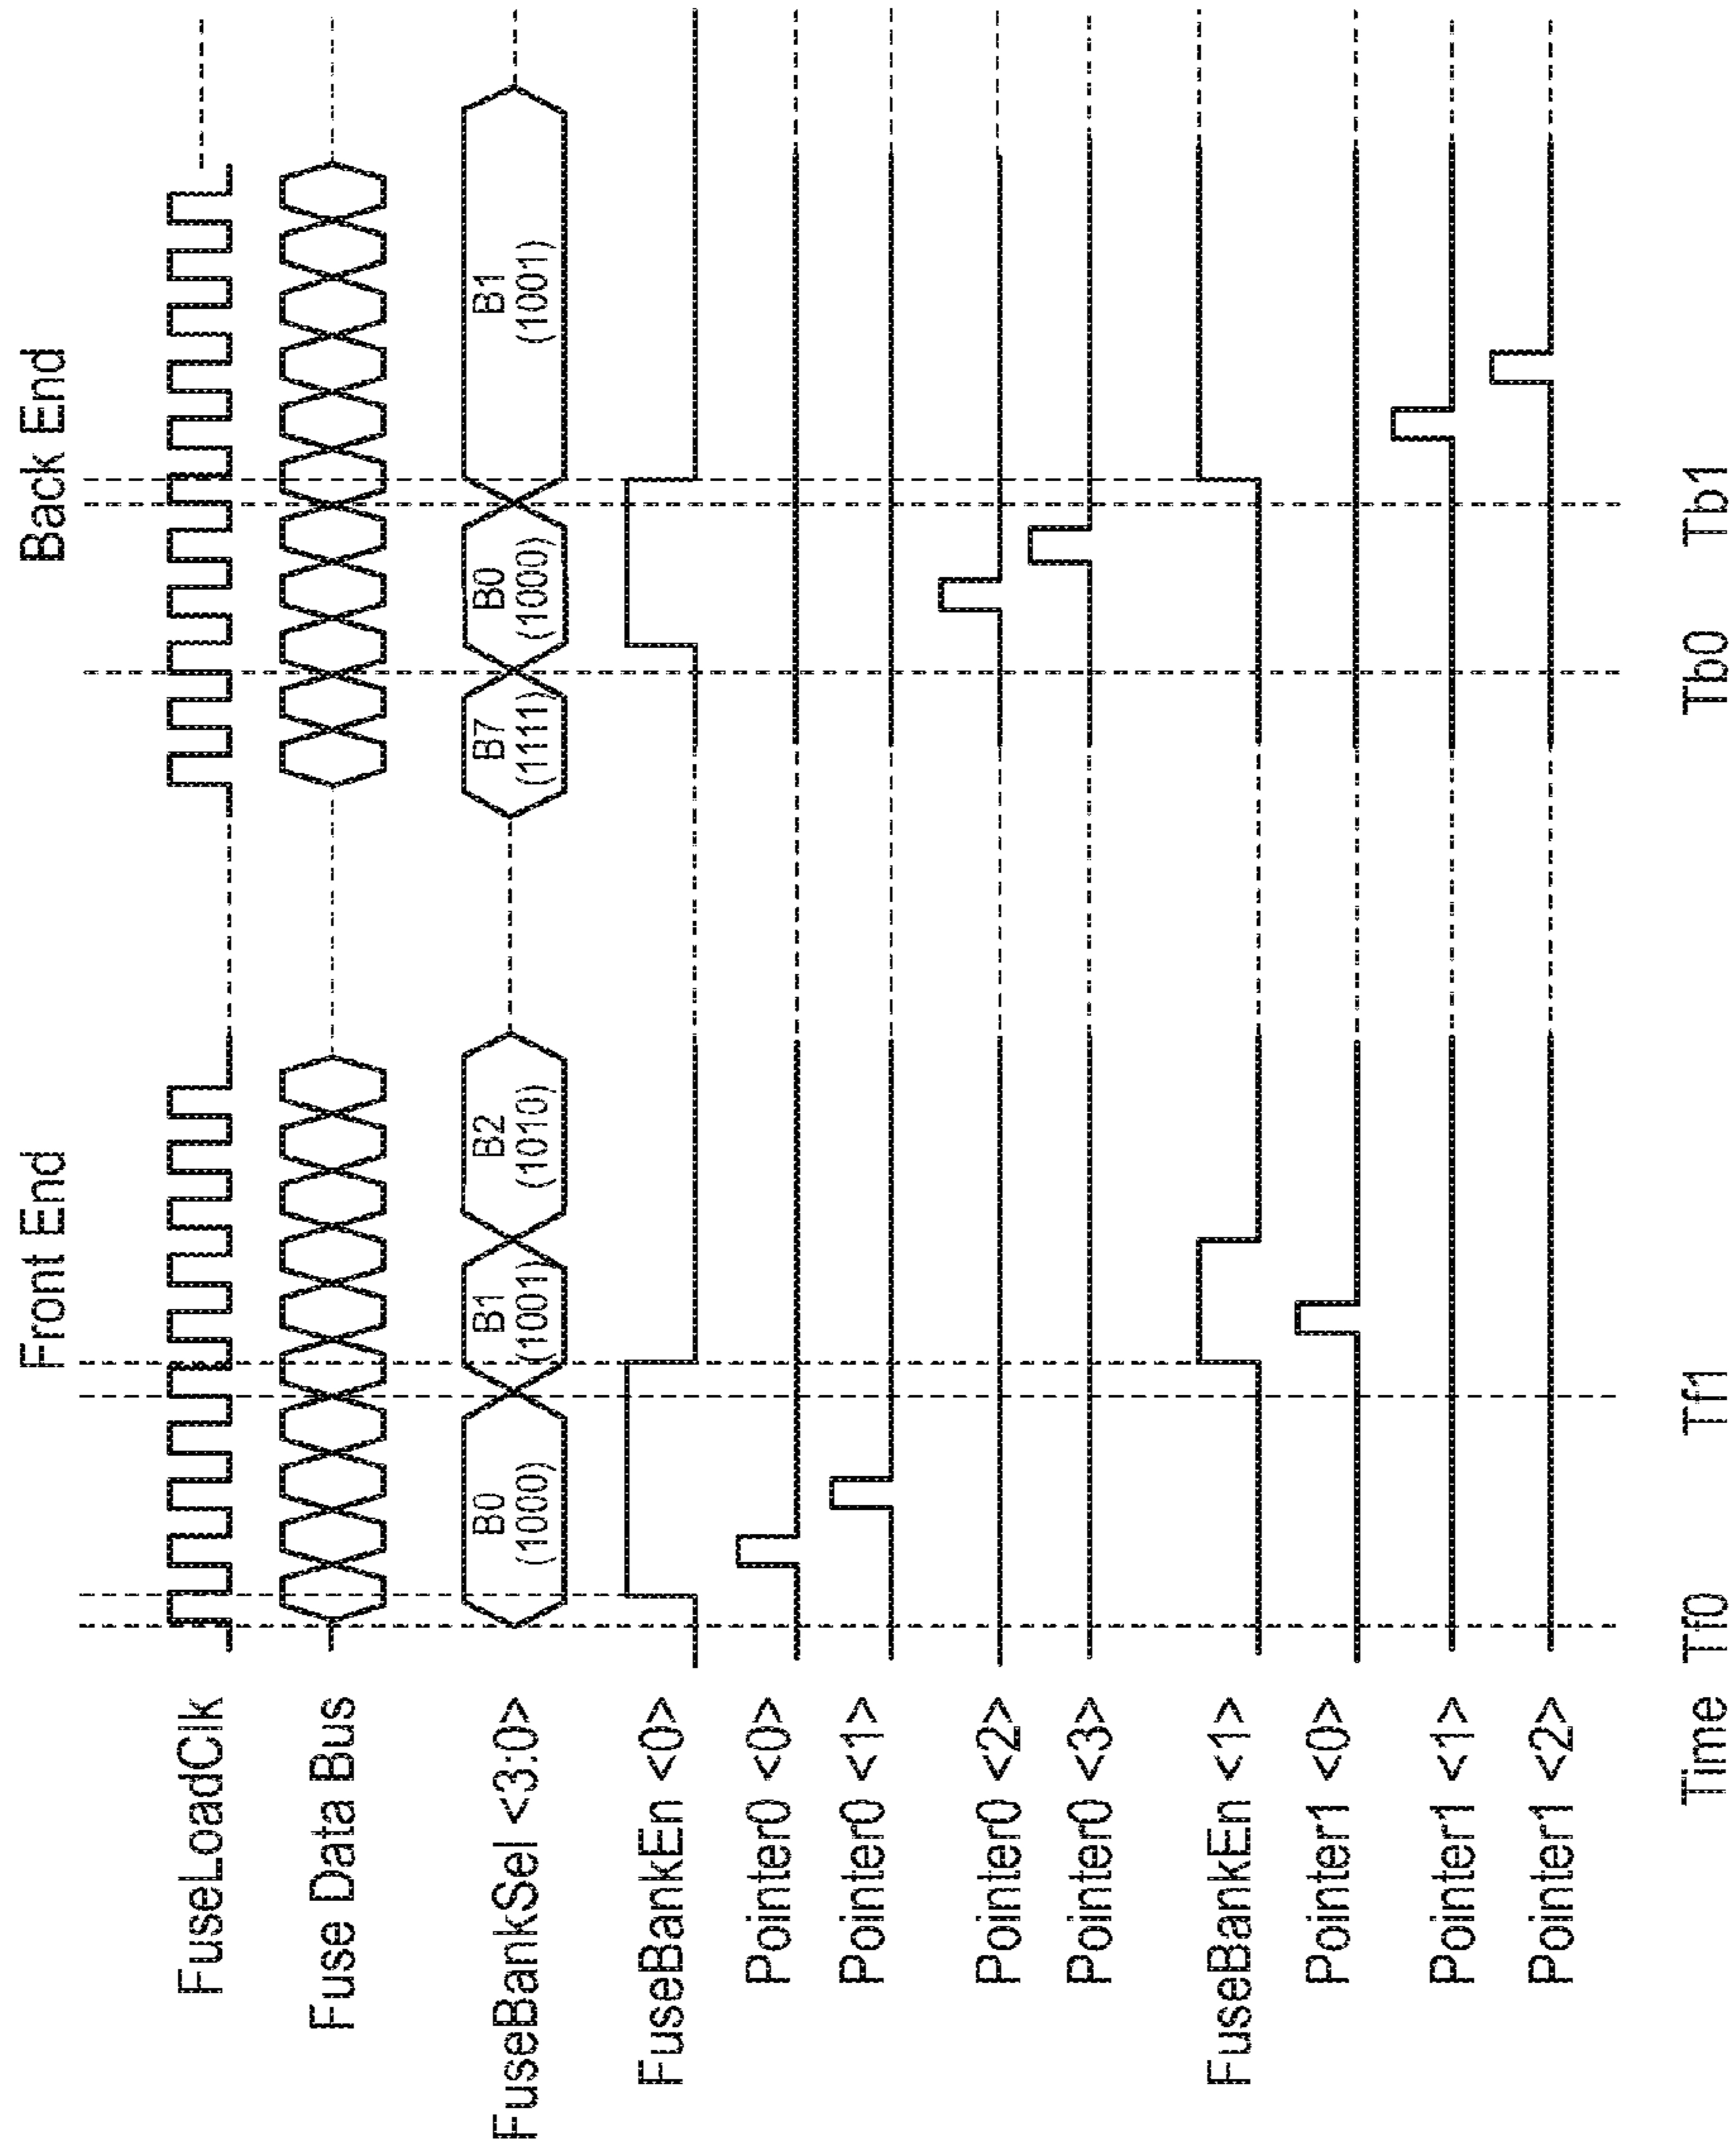 Front End
Back End
FuseLoadClk
Fuse Data Bus
FuseBankSel <3:0>
B0
(1000)
B1
(1001)
B2
(1010)
B7
(1111)
B0
(1000)
B1
(1001)
FuseBankEn <0>
Pointer0 <0>
Pointer0 <1>
Pointer0 <2>
Pointer0 <3>
FuseBankEn <1>
Pointer1 <0>
Pointer1 <1>
Pointer1 <2>
Time Tf0 Tf1 Tb0 Tb1